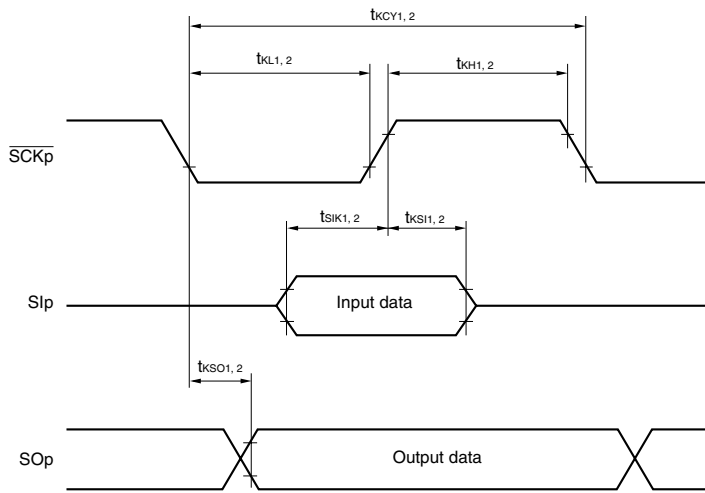 tKCY1, 2
tKL1, 2
tKH1, 2
SCKp
tSIK1, 2
tKSI1, 2
SIp
Input data
tKSO1, 2
SOp
Output data